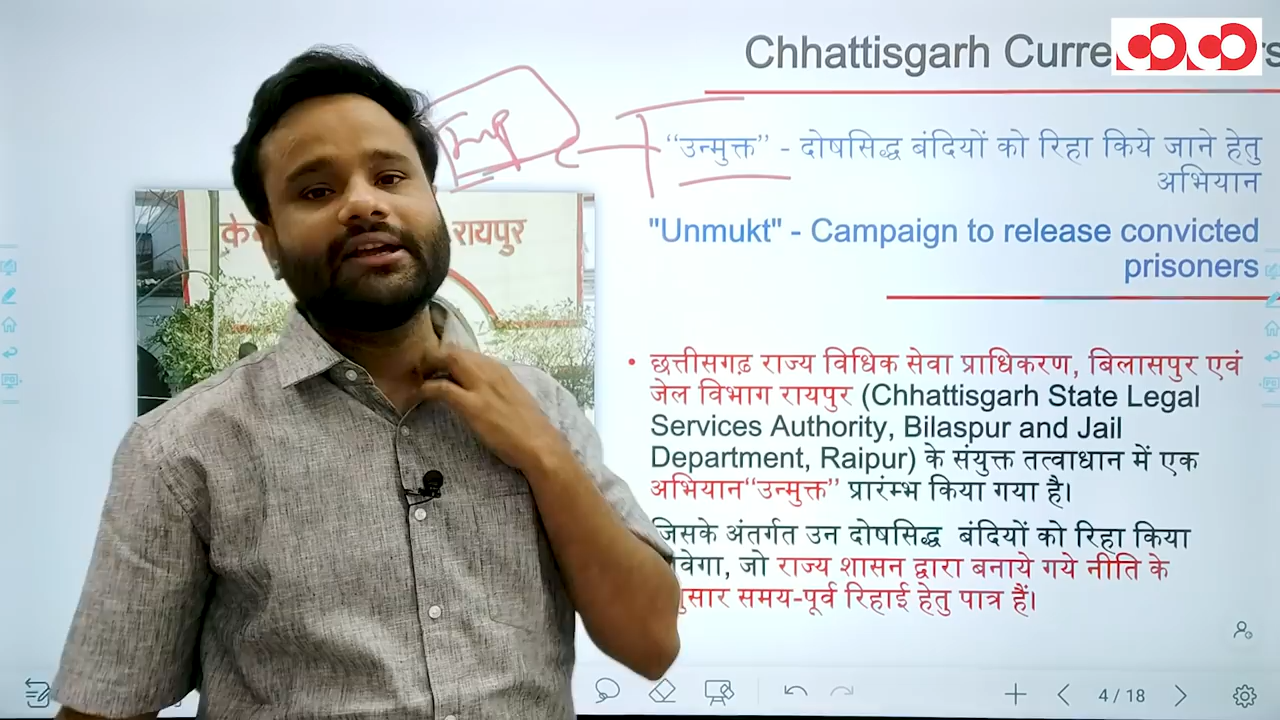 Chhattisgarh Curre
Imp
“उन्मुक्त” - दोषसिद्ध बंदियों को रिहा किये जाने हेतु
अभियान
"Unmukt" - Campaign to release convicted
prisoners
रायपुर
• छत्तीसगढ़ राज्य विधिक सेवा प्राधिकरण, बिलासपुर एवं
जेल विभाग रायपुर (Chhattisgarh State Legal
Services Authority, Bilaspur and Jail
Department, Raipur) के संयुक्त तत्वाधान में एक
अभियान“उन्मुक्त” प्रारंम्भ किया गया है।
जिसके अंतर्गत उन दोषसिद्ध बंदियों को रिहा किया
वेगा, जो राज्य शासन द्वारा बनाये गये नीति के
ुसार समय-पूर्व रिहाई हेतु पात्र हैं।
4 / 18